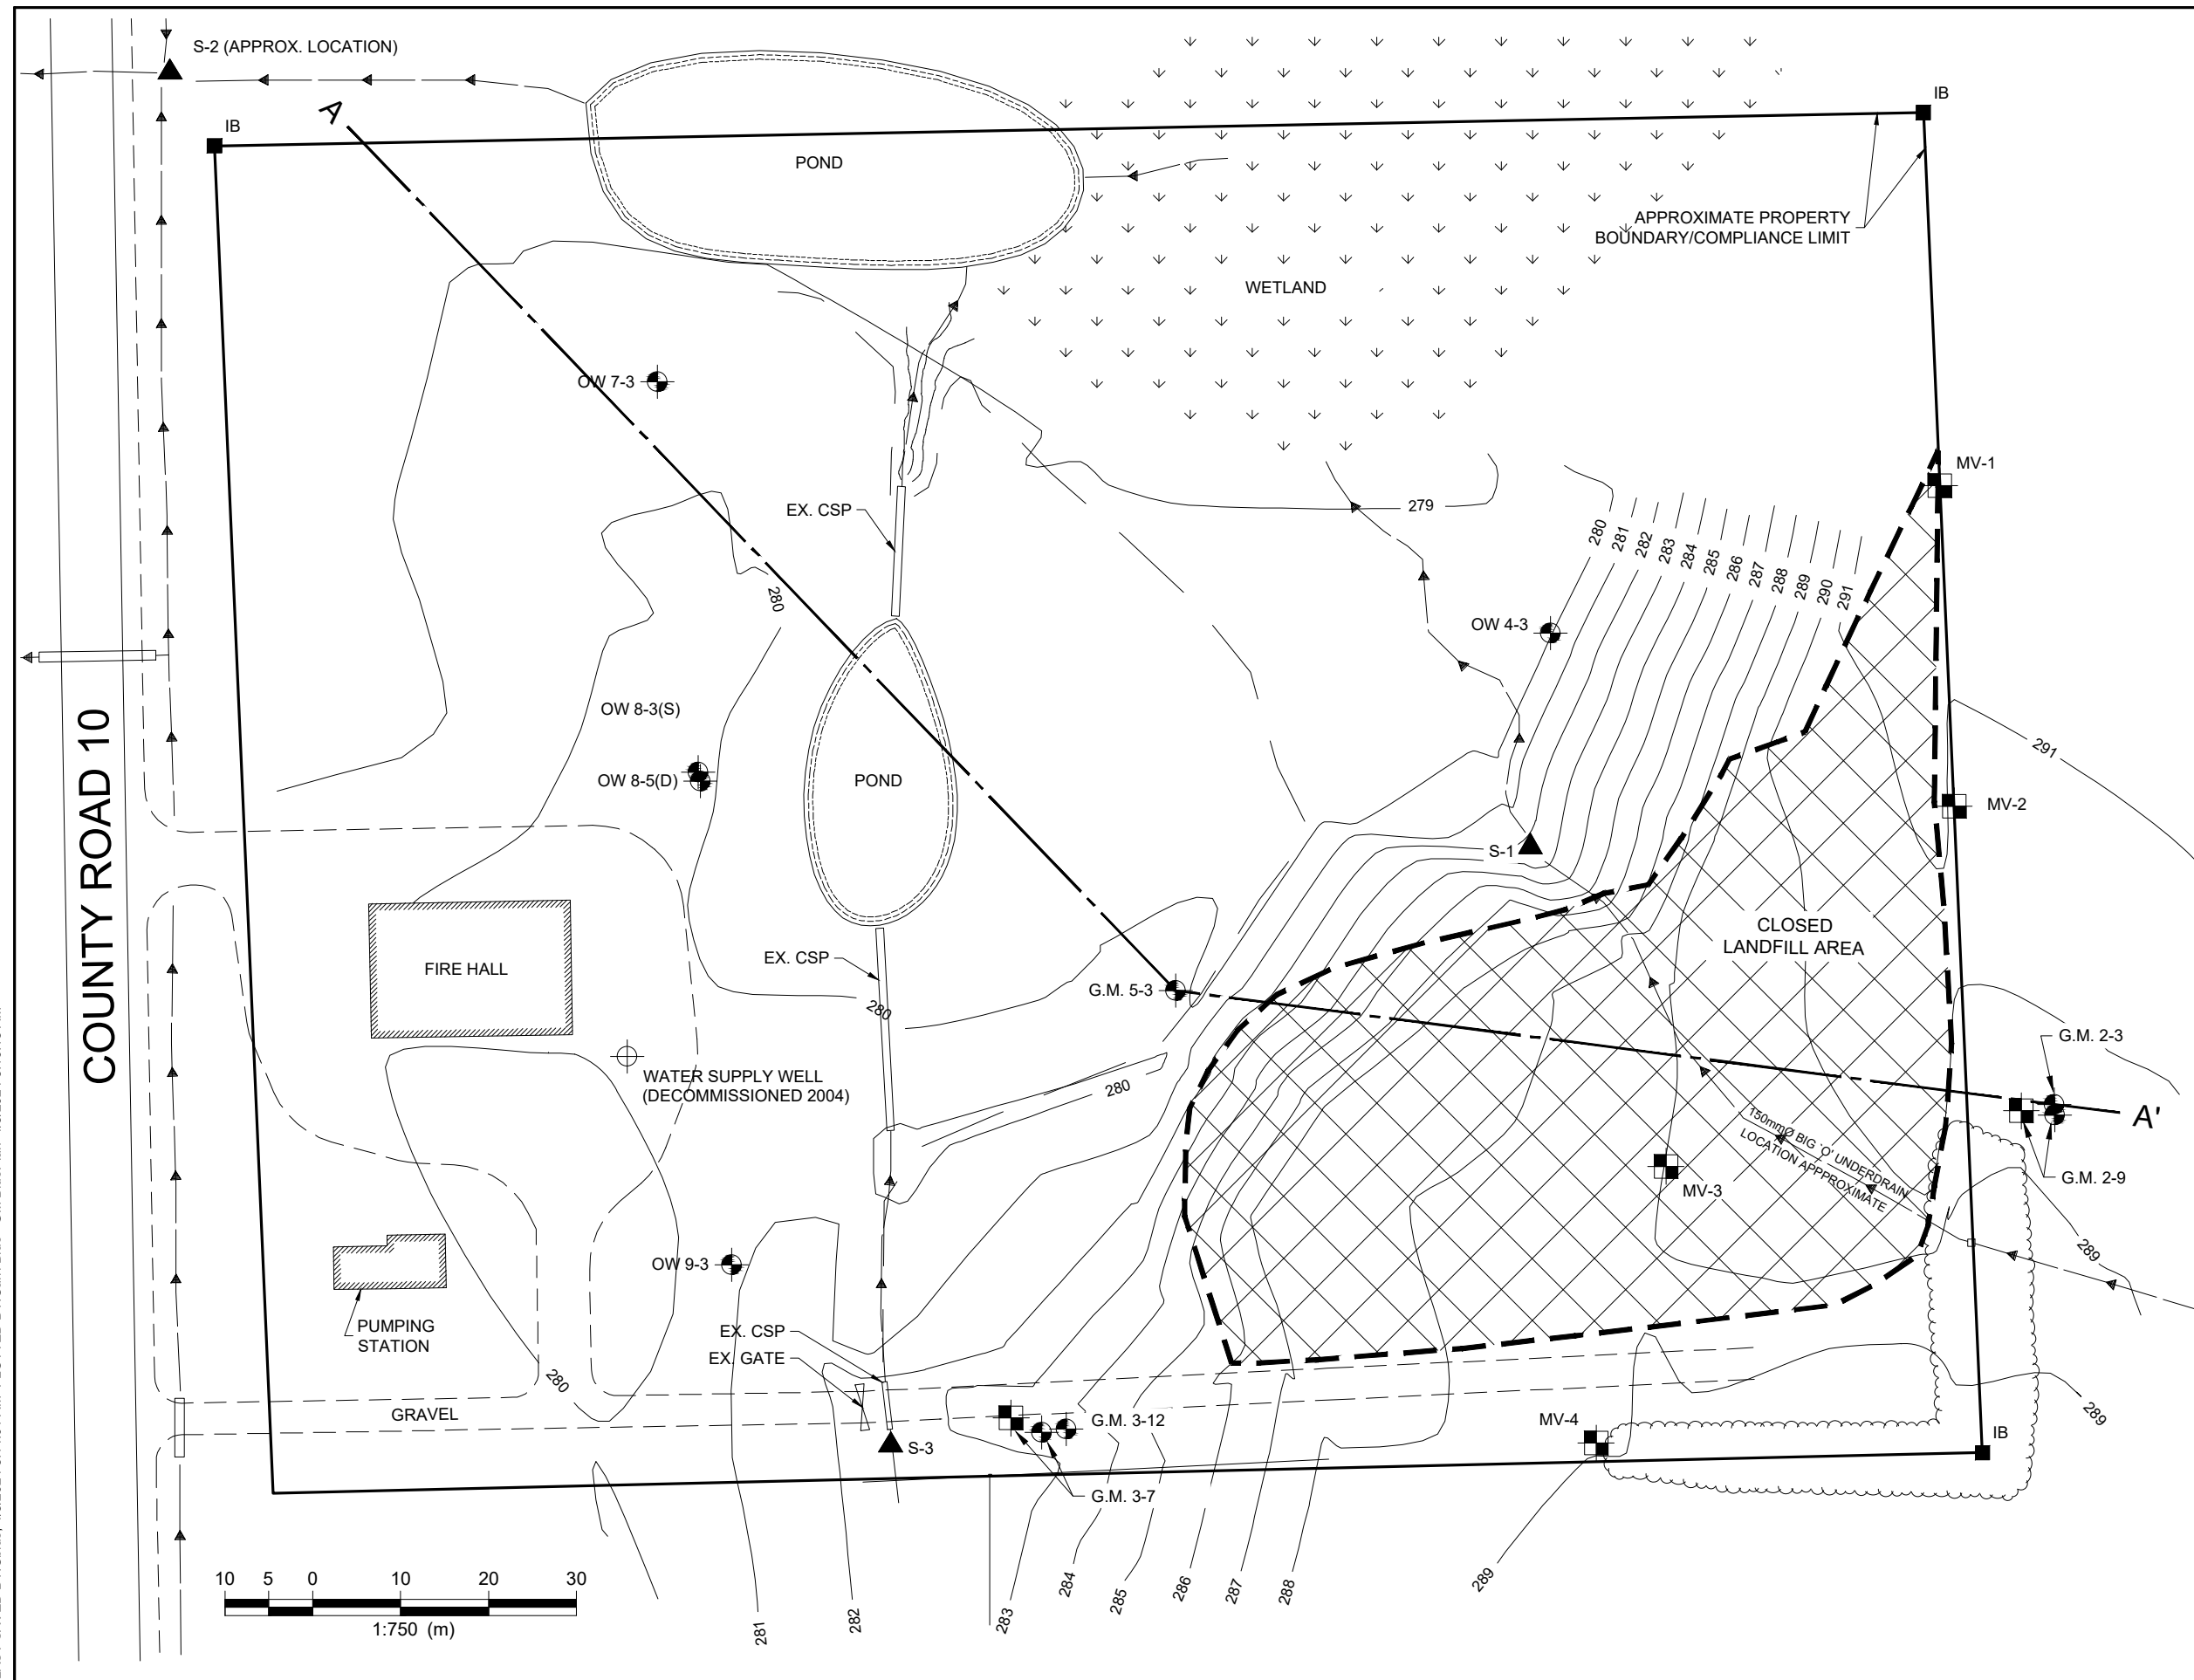 S-2 (APPROX. LOCATION)
A
IB
IB
POND
APPROXIMATE PROPERTY
BOUNDARY/COMPLIANCE LIMIT
WETLAND
OW 7-3
MV-1
EX. CSP
279
280
281
282
283
284
285
286
287
288
289
290
291
280
OW 4-3
OW 8-3(S)
COUNTY ROAD 10
291
OW 8-5(D)
POND
MV-2
S-1
CLOSED
LANDFILL AREA
EX. CSP
FIRE HALL
G.M. 5-3
280
G.M. 2-3
WATER SUPPLY WELL
(DECOMMISSIONED 2004)
280
A'
150mmØ BIG 'O' UNDERDRAIN
LOCATION APPPROXIMATE
G.M. 2-9
MV-3
289
OW 9-3
PUMPING
STATION
EX. CSP
EX. GATE
280
GRAVEL
G.M. 3-12
MV-4
289
IB
S-3
G.M. 3-7
10 5 0 10 20 30
1:750 (m)
281
282
283
284
285
286
287
288
289